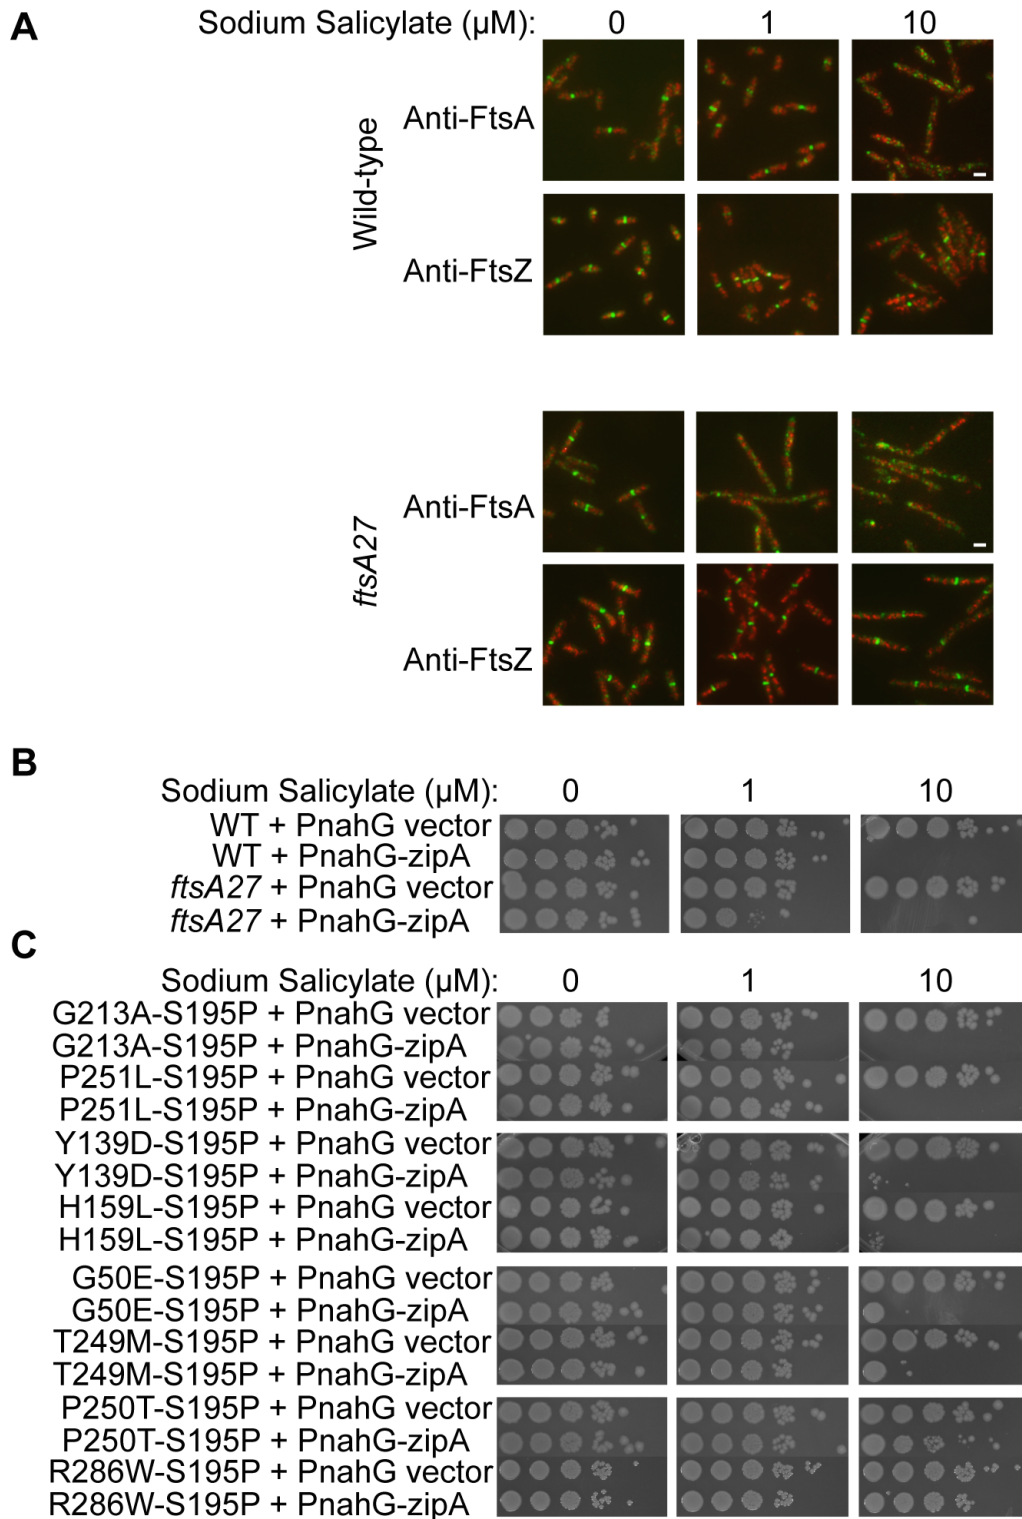 A
Sodium Salicylate (µM): 0 1 10
Wild-type
Anti-FtsA
Anti-FtsZ
ftsA27
Anti-FtsA
Anti-FtsZ
B
Sodium Salicylate (µM): 0 1 10
WT + PnahG vector
WT + PnahG-zipA
ftsA27 + PnahG vector
ftsA27 + PnahG-zipA
C
Sodium Salicylate (µM): 0 1 10
G213A-S195P + PnahG vector
G213A-S195P + PnahG-zipA
P251L-S195P + PnahG vector
P251L-S195P + PnahG-zipA
Y139D-S195P + PnahG vector
Y139D-S195P + PnahG-zipA
H159L-S195P + PnahG vector
H159L-S195P + PnahG-zipA
G50E-S195P + PnahG vector
G50E-S195P + PnahG-zipA
T249M-S195P + PnahG vector
T249M-S195P + PnahG-zipA
P250T-S195P + PnahG vector
P250T-S195P + PnahG-zipA
R286W-S195P + PnahG vector
R286W-S195P + PnahG-zipA